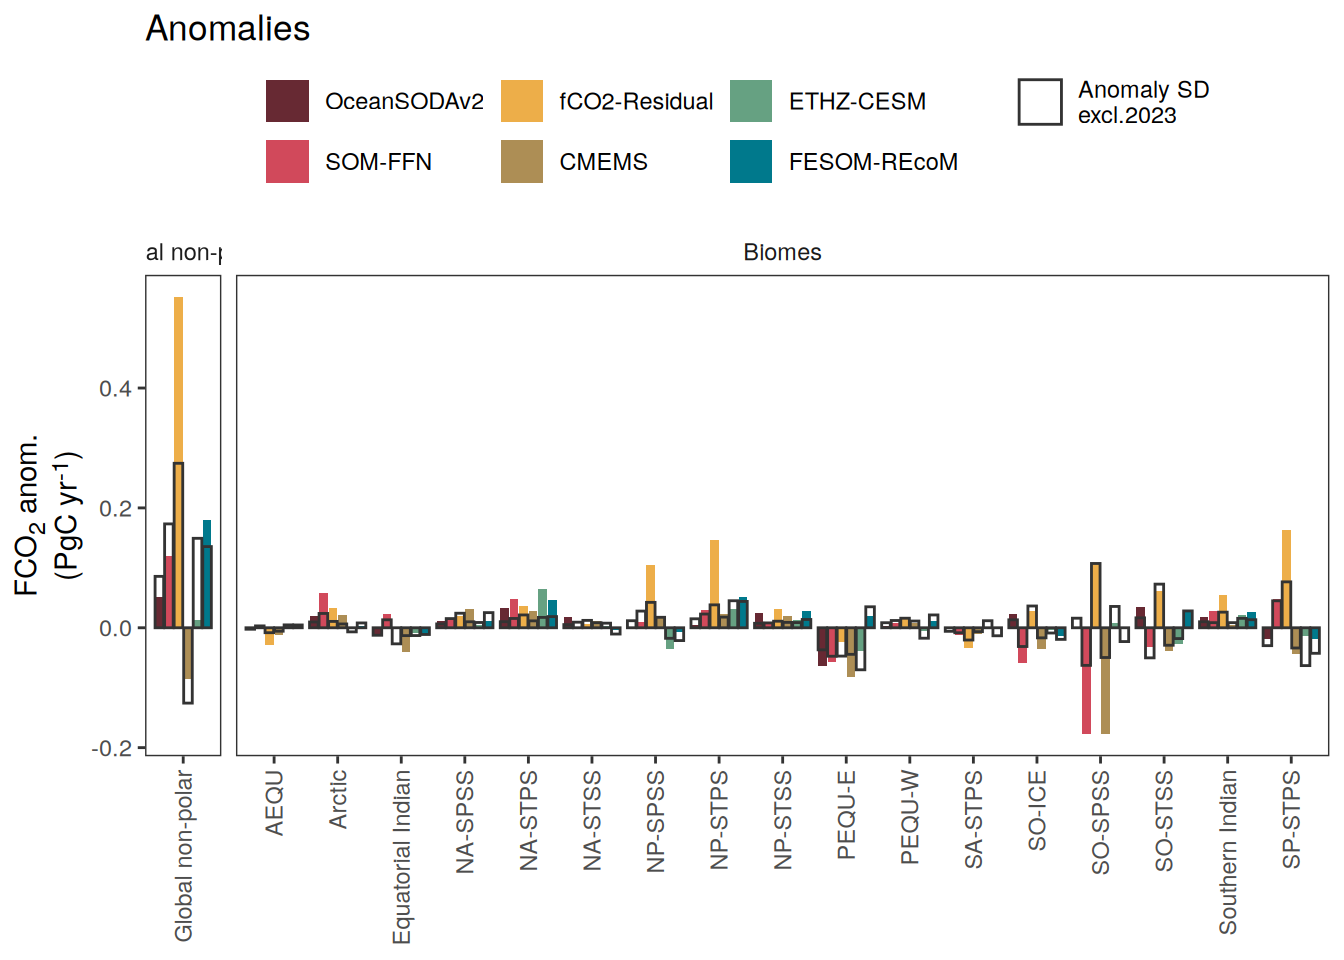 Anomalies
OceanSODAv2
fCO2-Residual
ETHZ-CESM
Anomaly SD
excl.2023
SOM-FFN
CMEMS
FESOM-REcoM
al non-p
Biomes
FCO2 anom.
(PgC yr-1)
0.4
0.2
0.0
-0.2
Global non-polar
AEQU
Arctic
Equatorial Indian
NA-SPSS
NA-STPS
NA-STSS
NP-SPSS
NP-STPS
NP-STSS
PEQU-E
PEQU-W
SA-STPS
SO-ICE
SO-SPSS
SO-STSS
Southern Indian
SP-STPS